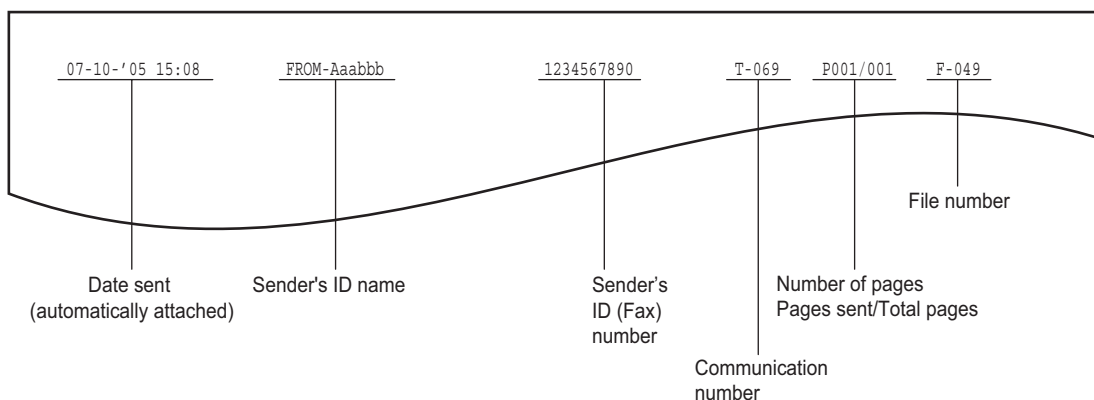 07-10-'05 15:08 FROM-Aaabbb 1234567890 T-069 P001/001 F-049
File number
Date sent
(automatically attached)
Sender's ID name
Sender’s
ID (Fax)
number
Number of pages
Pages sent/Total pages
Communication
number